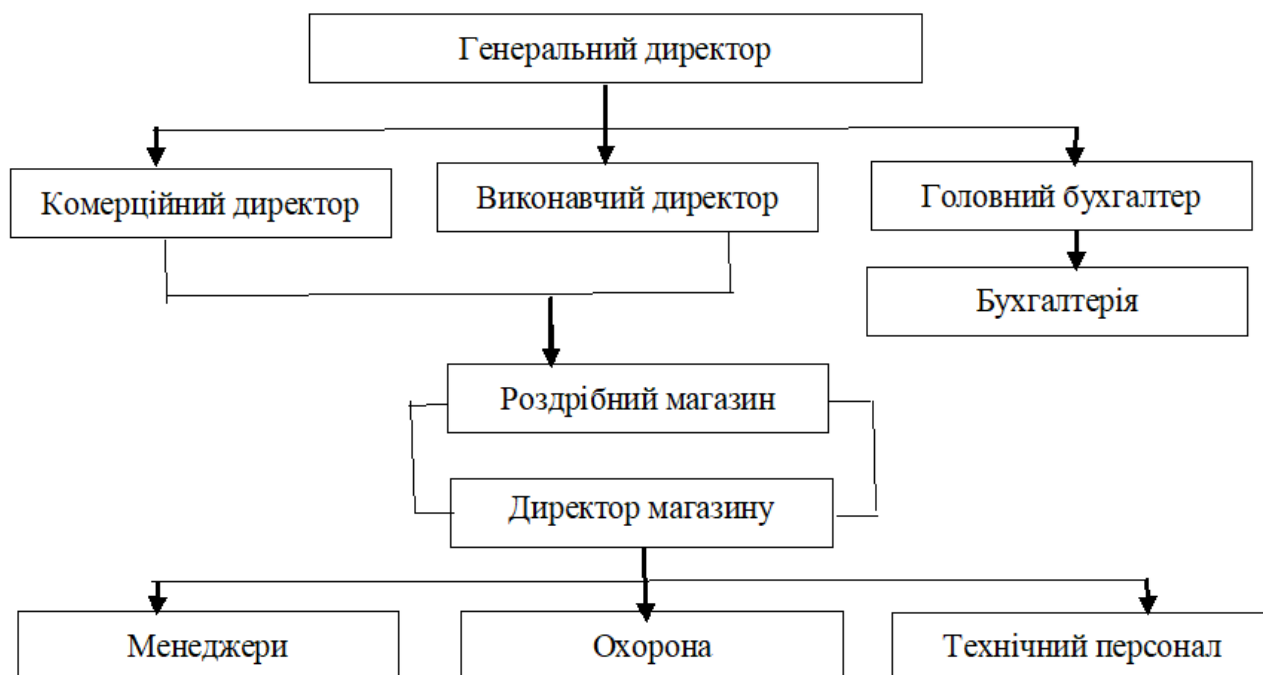 Генеральний директор
Комерційний директор
Виконавчий директор
Головний бухгалтер
Бухгалтерія
Роздрібний магазин
Директор магазину
Менеджери
Охорона
Технічний персонал